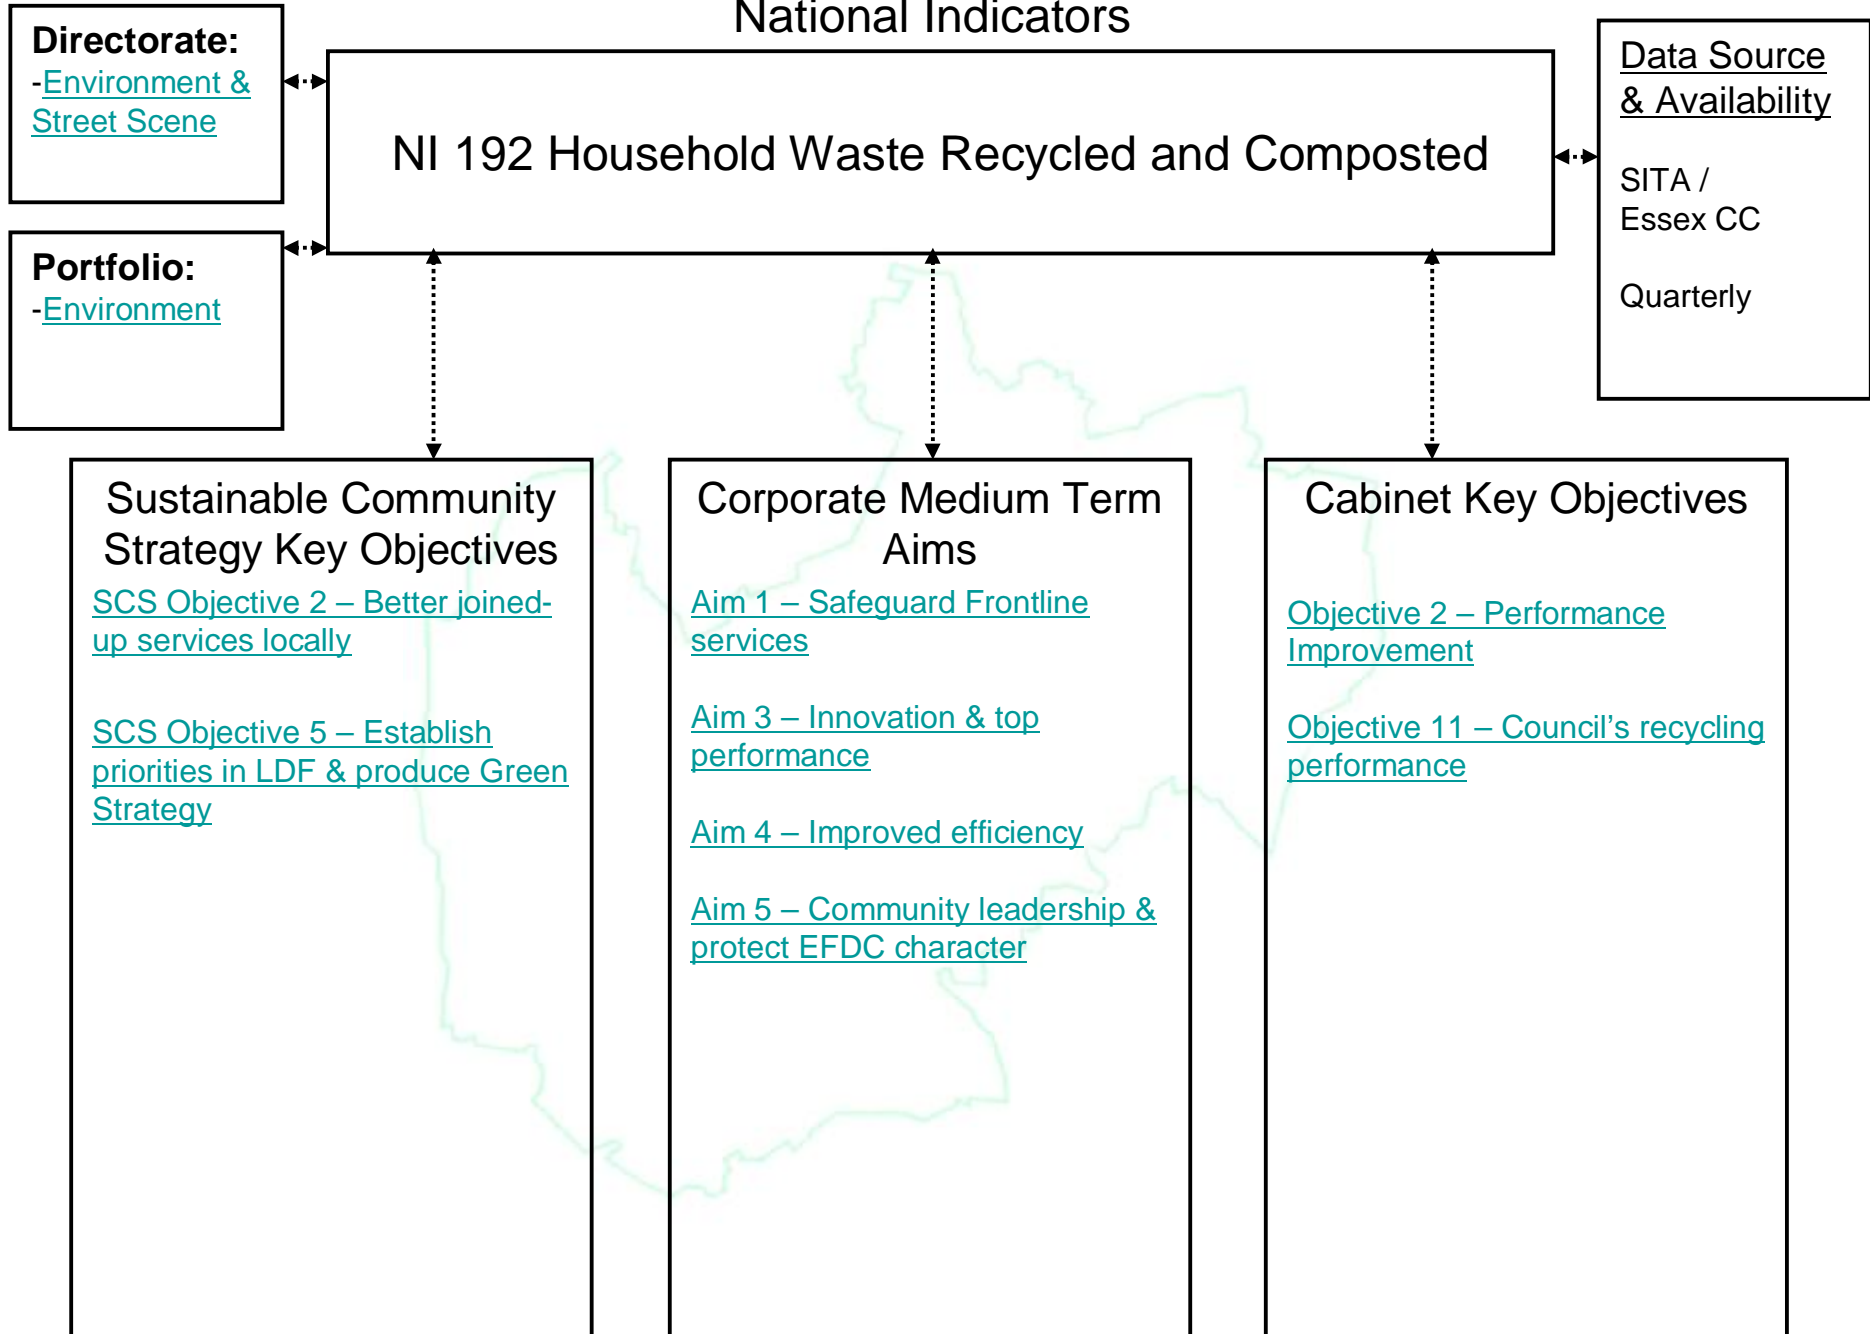 National Indicators
Directorate:
-Environment &
Street Scene
NI 192 Household Waste Recycled and Composted
Data Source
& Availability
SITA /
Essex CC
Quarterly
Portfolio:
-Environment
Sustainable Community
Strategy Key Objectives
SCS Objective 2 – Better joined-
up services locally
SCS Objective 5 – Establish
priorities in LDF & produce Green
Strategy
Corporate Medium Term
Aims
Aim 1 – Safeguard Frontline
services
Aim 3 – Innovation & top
performance
Aim 4 – Improved efficiency
Aim 5 – Community leadership &
protect EFDC character
Cabinet Key Objectives
Objective 2 – Performance
Improvement
Objective 11 – Council’s recycling
performance